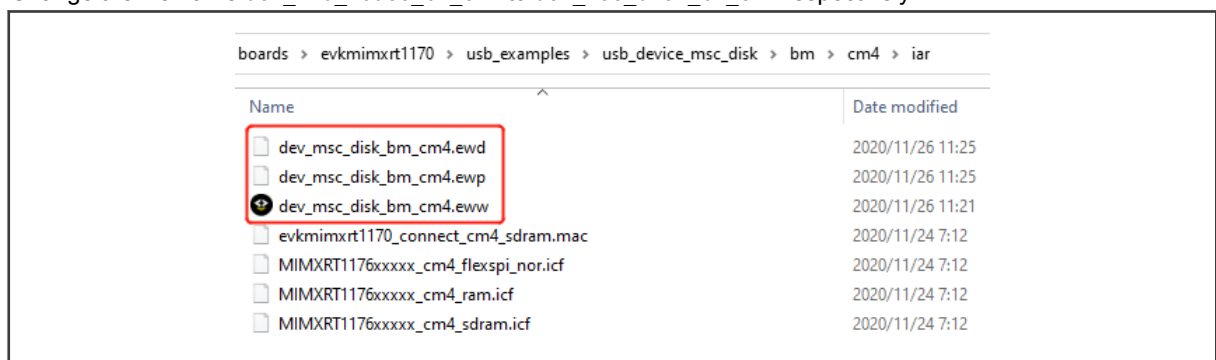 boards > evkmimxrt1170 > usb_examples > usb_device_msc_disk > bm > cm4 > iar
Name Date modified
dev_msc_disk_bm_cm4.ewd 2020/11/26 11:25
dev_msc_disk_bm_cm4.ewp 2020/11/26 11:25
dev_msc_disk_bm_cm4.eww 2020/11/26 11:21
evkmimxrt1170_connect_cm4_sdram.mac 2020/11/24 7:12
MIMXRT1176xxxxx_cm4_flexspi_nor.icf 2020/11/24 7:12
MIMXRT1176xxxxx_cm4_ram.icf 2020/11/24 7:12
MIMXRT1176xxxxx_cm4_sdram.icf 2020/11/24 7:12